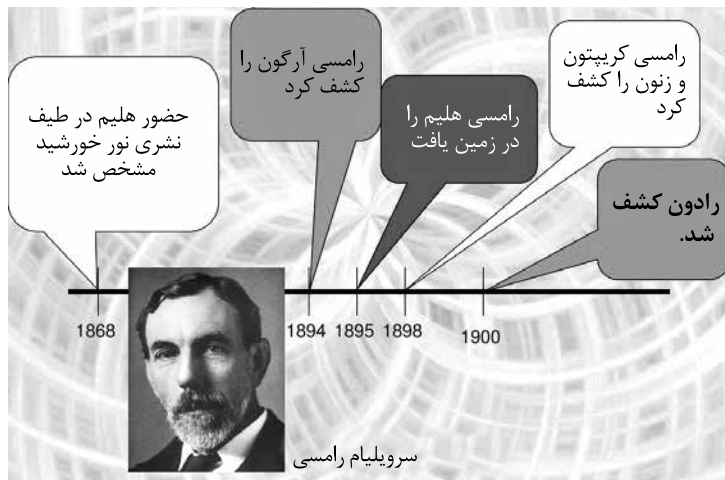 حضور هلیم در طیف
نشری نور خورشید
مشخص شد
رامسی آرگون را
کشف کرد
رامسی هلیم را
در زمین یافت
رامسی کریپتون
و زنون را کشف
کرد
رادون کشف
شد.
1868
1894
1895
1898
1900
سرویلیام رامسی